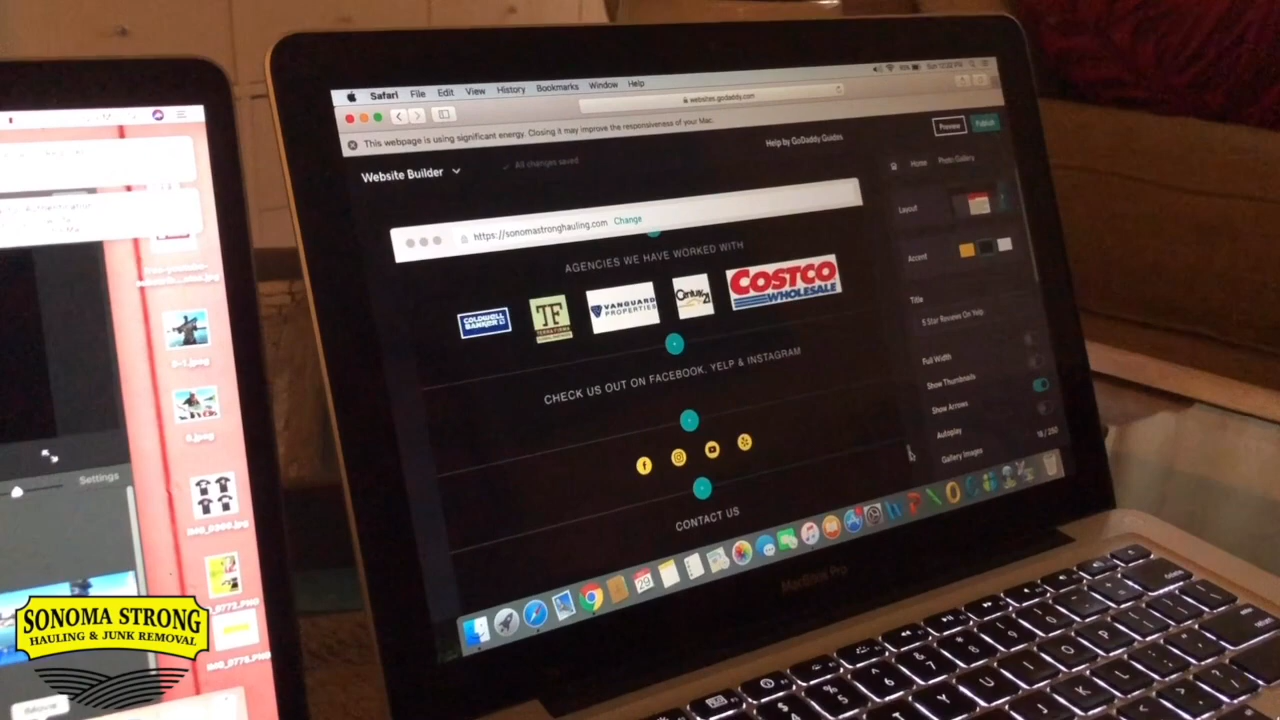 Safari File Edit View History Bookmarks Window Help
websites.godaddy.com
This webpage is using significant energy. Closing it may improve the responsiveness of your Mac.
Website Builder
All changes saved
Help by GoDaddy Guides
Preview
Publish
Home
Photo Gallery
https://sonomastronghauling.com Change
Layout
AGENCIES WE HAVE WORKED WITH
Accent
COLDWELL
BANKER
TF
VANGUARD
PROPERTIES
Century 21
COSTCO
WHOLESALE
Title
5 Star Reviews On Yelp
CHECK US OUT ON FACEBOOK, YELP & INSTAGRAM
Full Width
Show Thumbnails
Show Arrows
Autoplay
Gallery Images
18 / 250
CONTACT US
29
MacBook Pro
Settings
SONOMA STRONG
HAULING & JUNK REMOVAL
iMovie